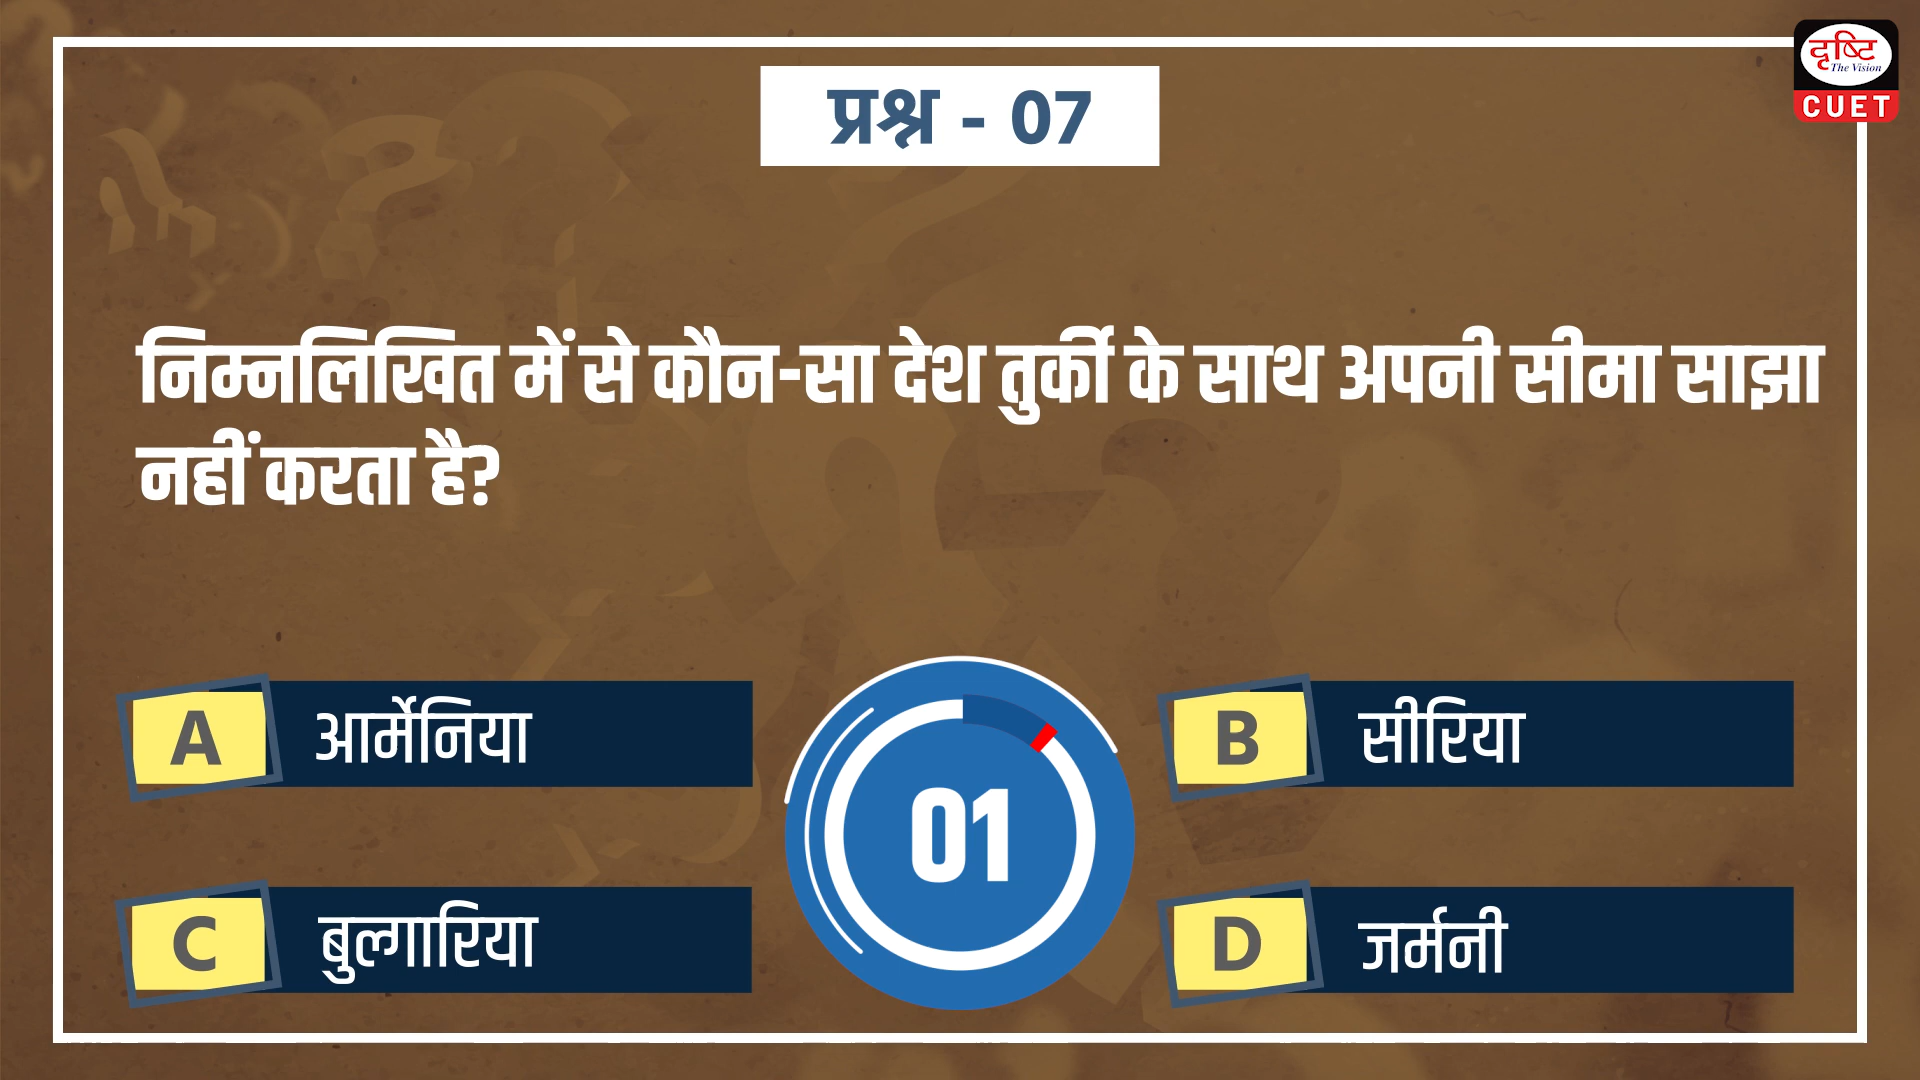 दृष्टि
The Vision
CUET
प्रश्न - 07
निम्नलिखित में से कौन-सा देश तुर्की के साथ अपनी सीमा साझा
नहीं करता है?
A आर्मेनिया
B सीरिया
01
C बुल्गारिया
D जर्मनी